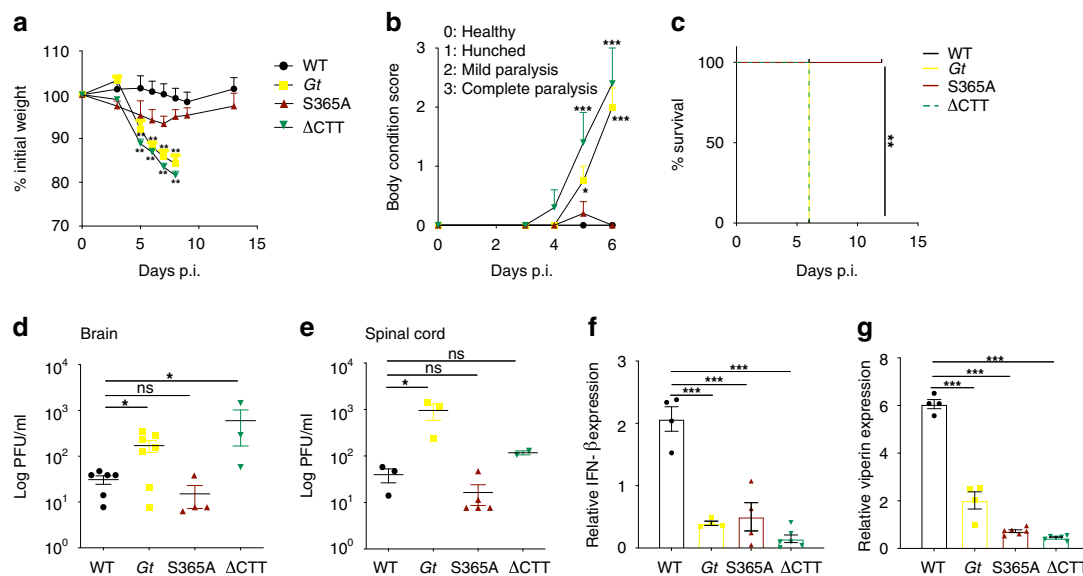 a
110
100
90
80
70
% initial weight
0 5 10 15
Days p.i.
** ** ** **
** ** ** **
WT
Gt
S365A
ΔCTT
b
0: Healthy
1: Hunched
2: Mild paralysis
3: Complete paralysis
3
2
1
0
Body condition score
0 2 4 6
Days p.i.
***
***
***
*
c
100
50
0
% survival
0 5 10 15
Days p.i.
**
WT
Gt
S365A
ΔCTT
d
Brain
10⁴
10³
10²
10¹
10⁰
Log PFU/ml
*
ns
*
WT Gt S365A ΔCTT
e
Spinal cord
10⁴
10³
10²
10¹
10⁰
Log PFU/ml
ns
ns
*
WT Gt S365A ΔCTT
f
3
2
1
0
Relative IFN- β expression
***
***
***
WT Gt S365A ΔCTT
g
8
6
4
2
0
Relative viperin expression
***
***
***
WT Gt S365A ΔCTT